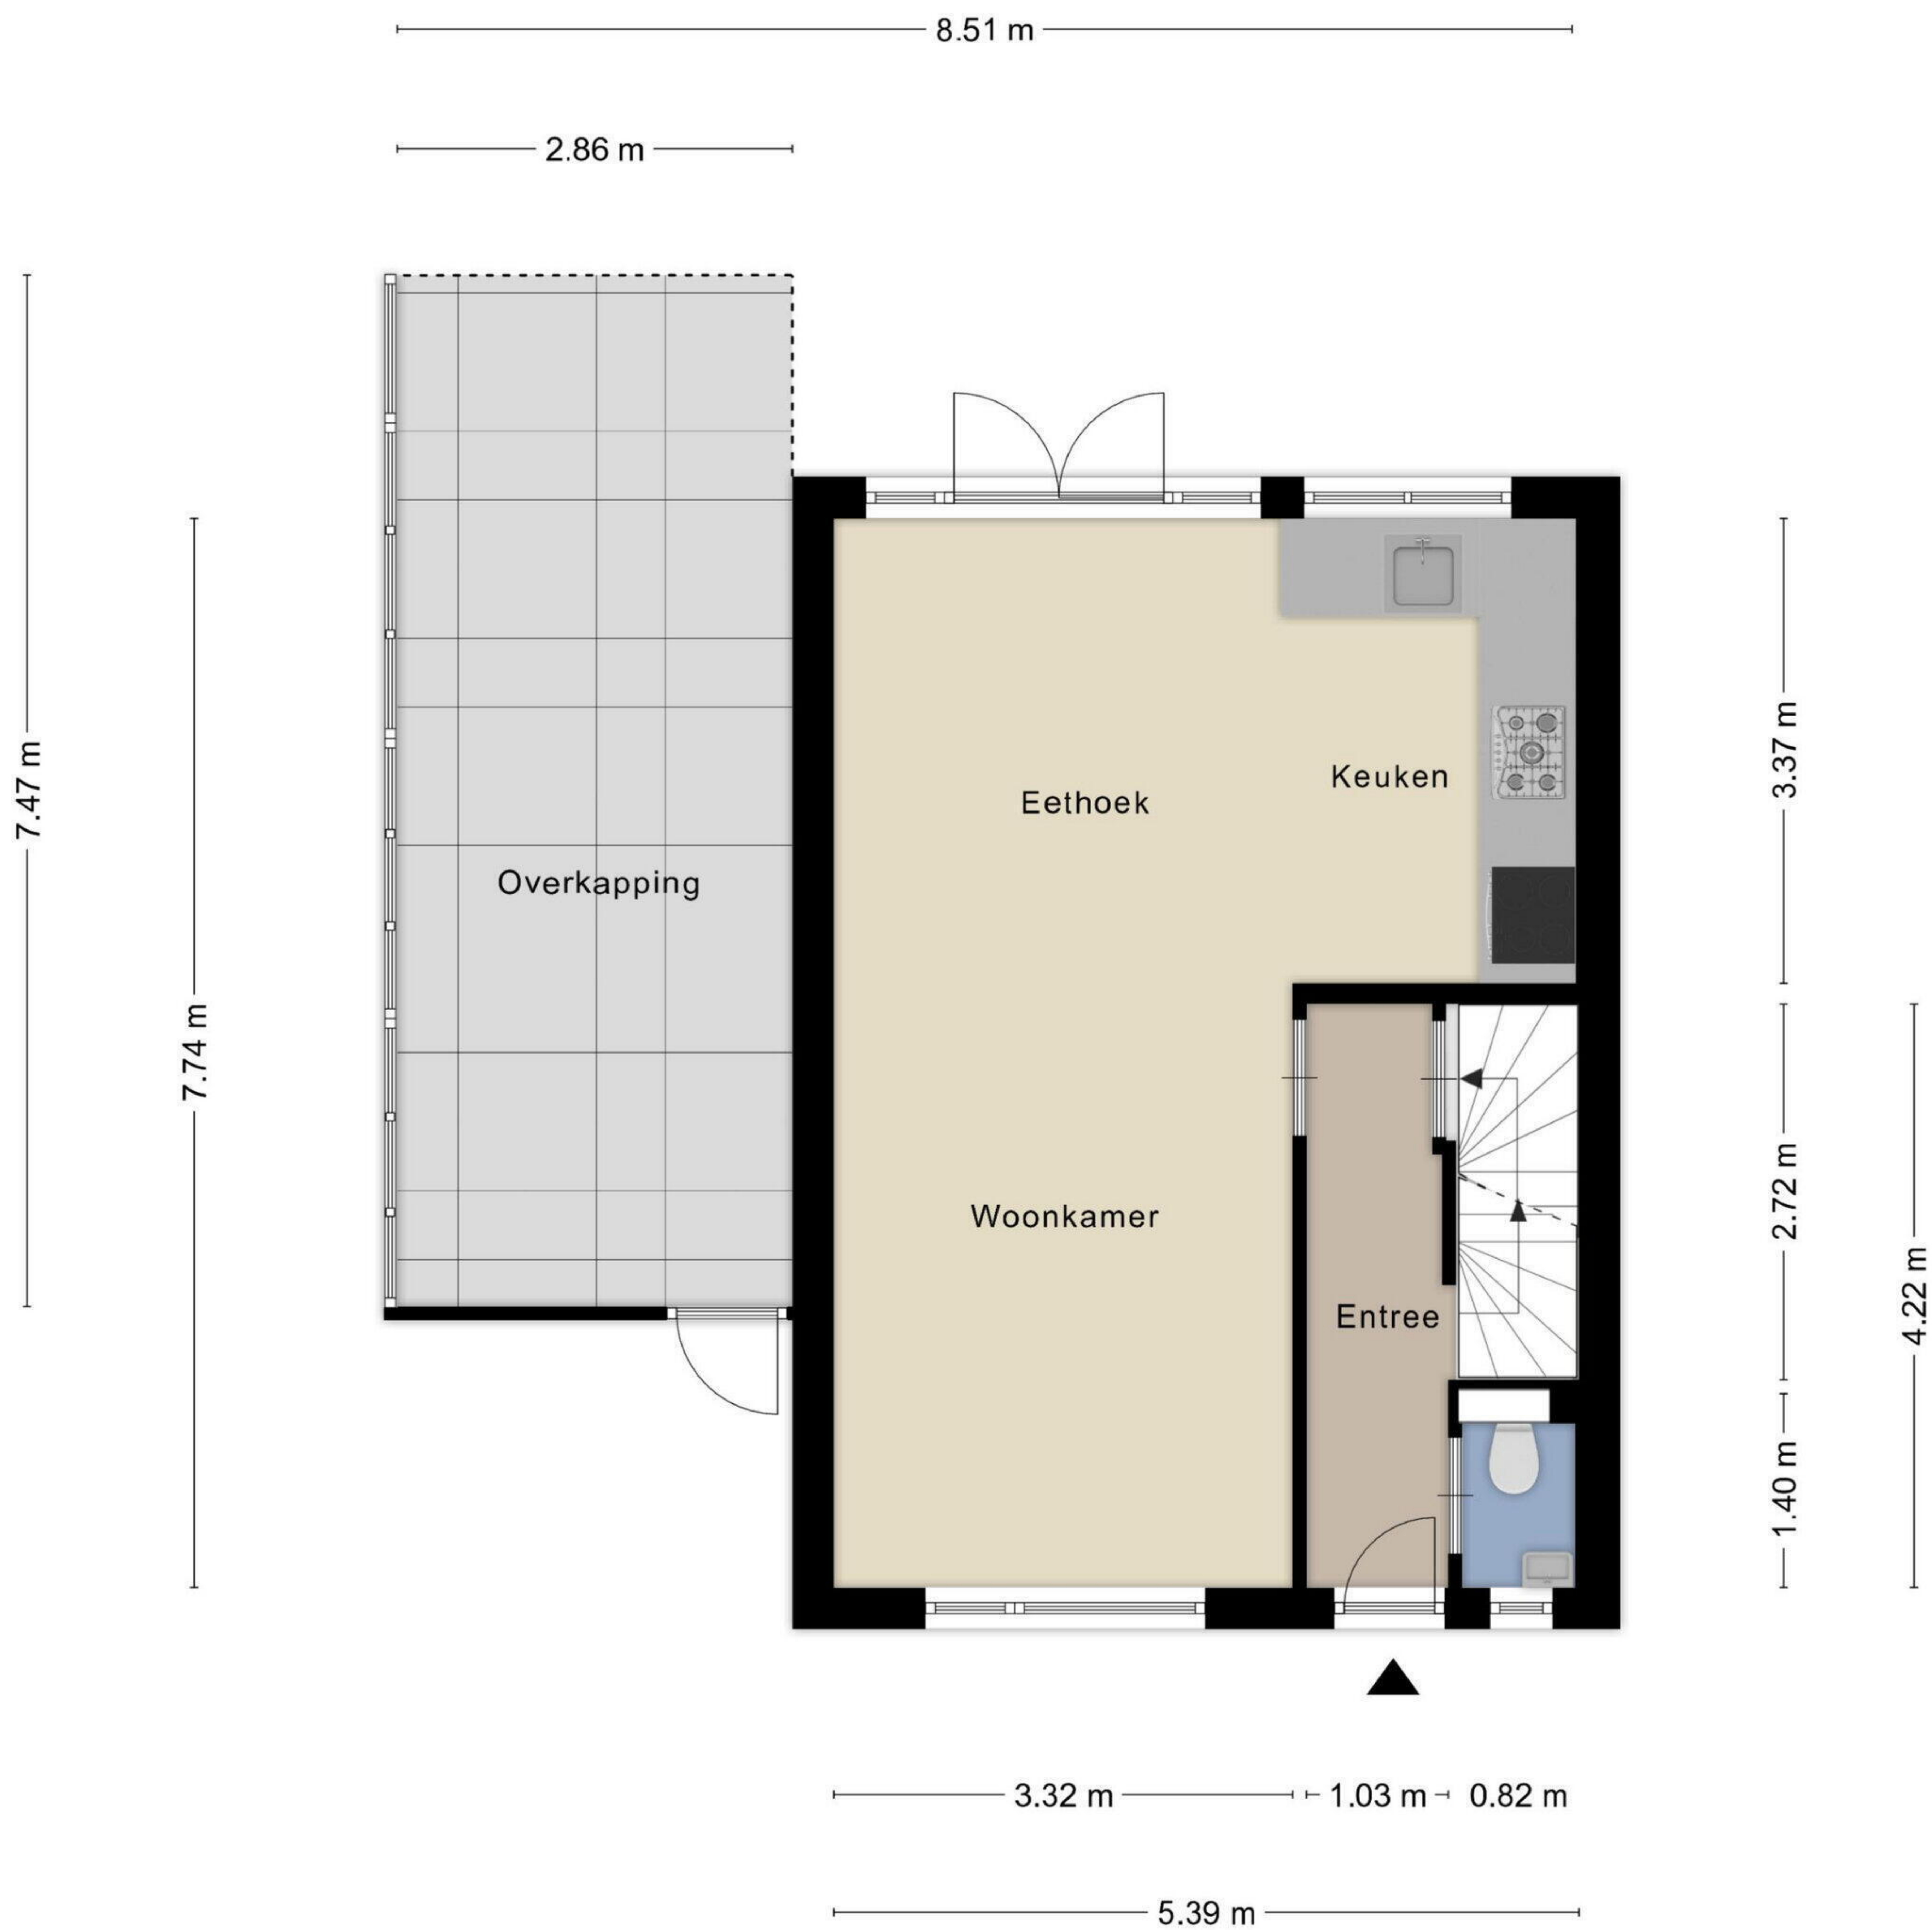 8.51 m
2.86 m
7.47 m
7.74 m
3.37 m
Keuken
Eethoek
Overkapping
2.72 m
Woonkamer
4.22 m
Entree
1.40 m
3.32 m
1.03 m
0.82 m
5.39 m